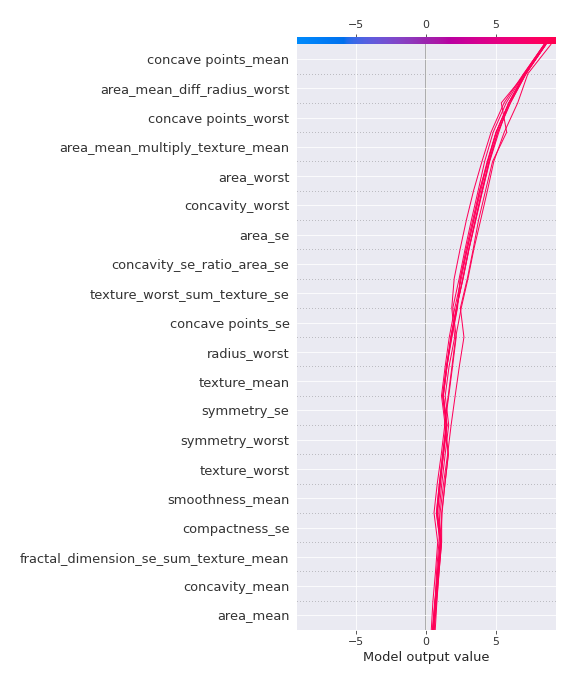 −5 0 5
concave points_mean
area_mean_diff_radius_worst
concave points_worst
area_mean_multiply_texture_mean
area_worst
concavity_worst
area_se
concavity_se_ratio_area_se
texture_worst_sum_texture_se
concave points_se
radius_worst
texture_mean
symmetry_se
symmetry_worst
texture_worst
smoothness_mean
compactness_se
fractal_dimension_se_sum_texture_mean
concavity_mean
area_mean
−5 0 5
Model output value